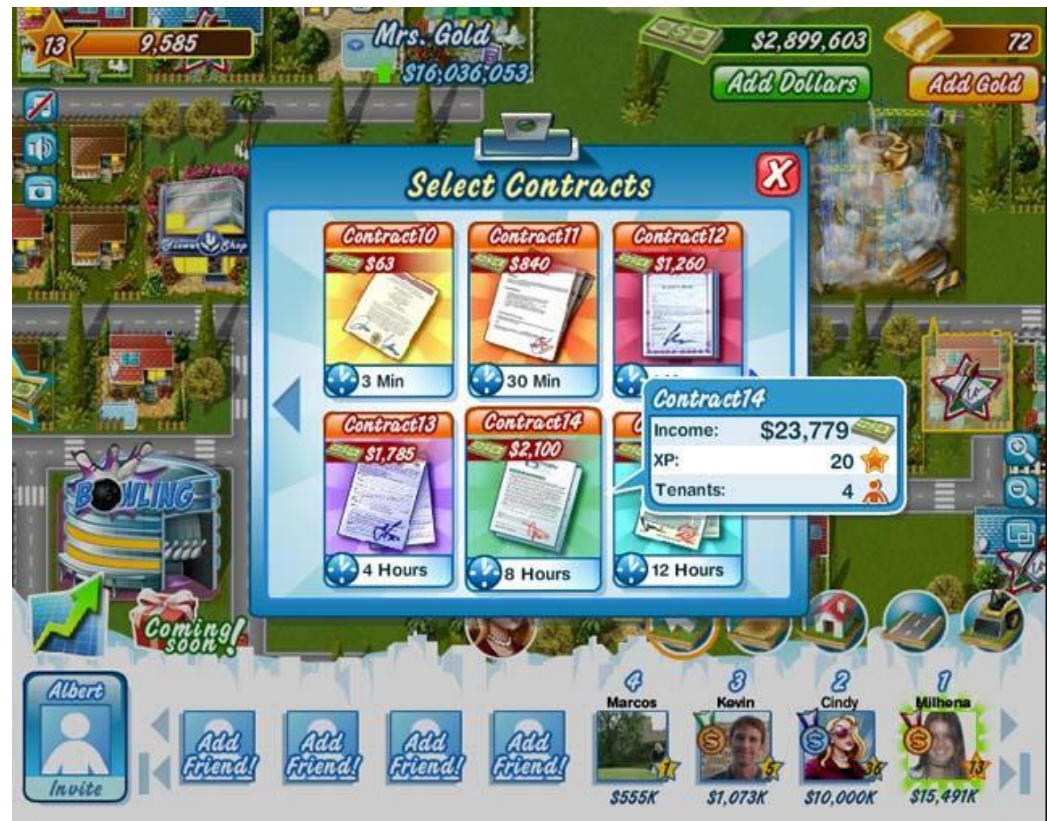 13
9,585
Mrs. Gold
$16,036,053
$2,899,603
72
Add Dollars
Add Gold
Select Contracts
X
Flower Shop
Contract10
$63
3 Min
Contract11
$840
30 Min
Contract12
$1,260
Contract13
$1,785
4 Hours
Contract14
$2,100
8 Hours
12 Hours
Contract14
Income: $23,779
XP: 20
Tenants: 4
BOWLING
Coming soon!
Albert
Invite
Add Friend!
Add Friend!
Add Friend!
Add Friend!
4
Marcos
1
$555K
3
Kevin
5
$1,073K
2
Cindy
36
$10,000K
1
Milhena
13
$15,491K